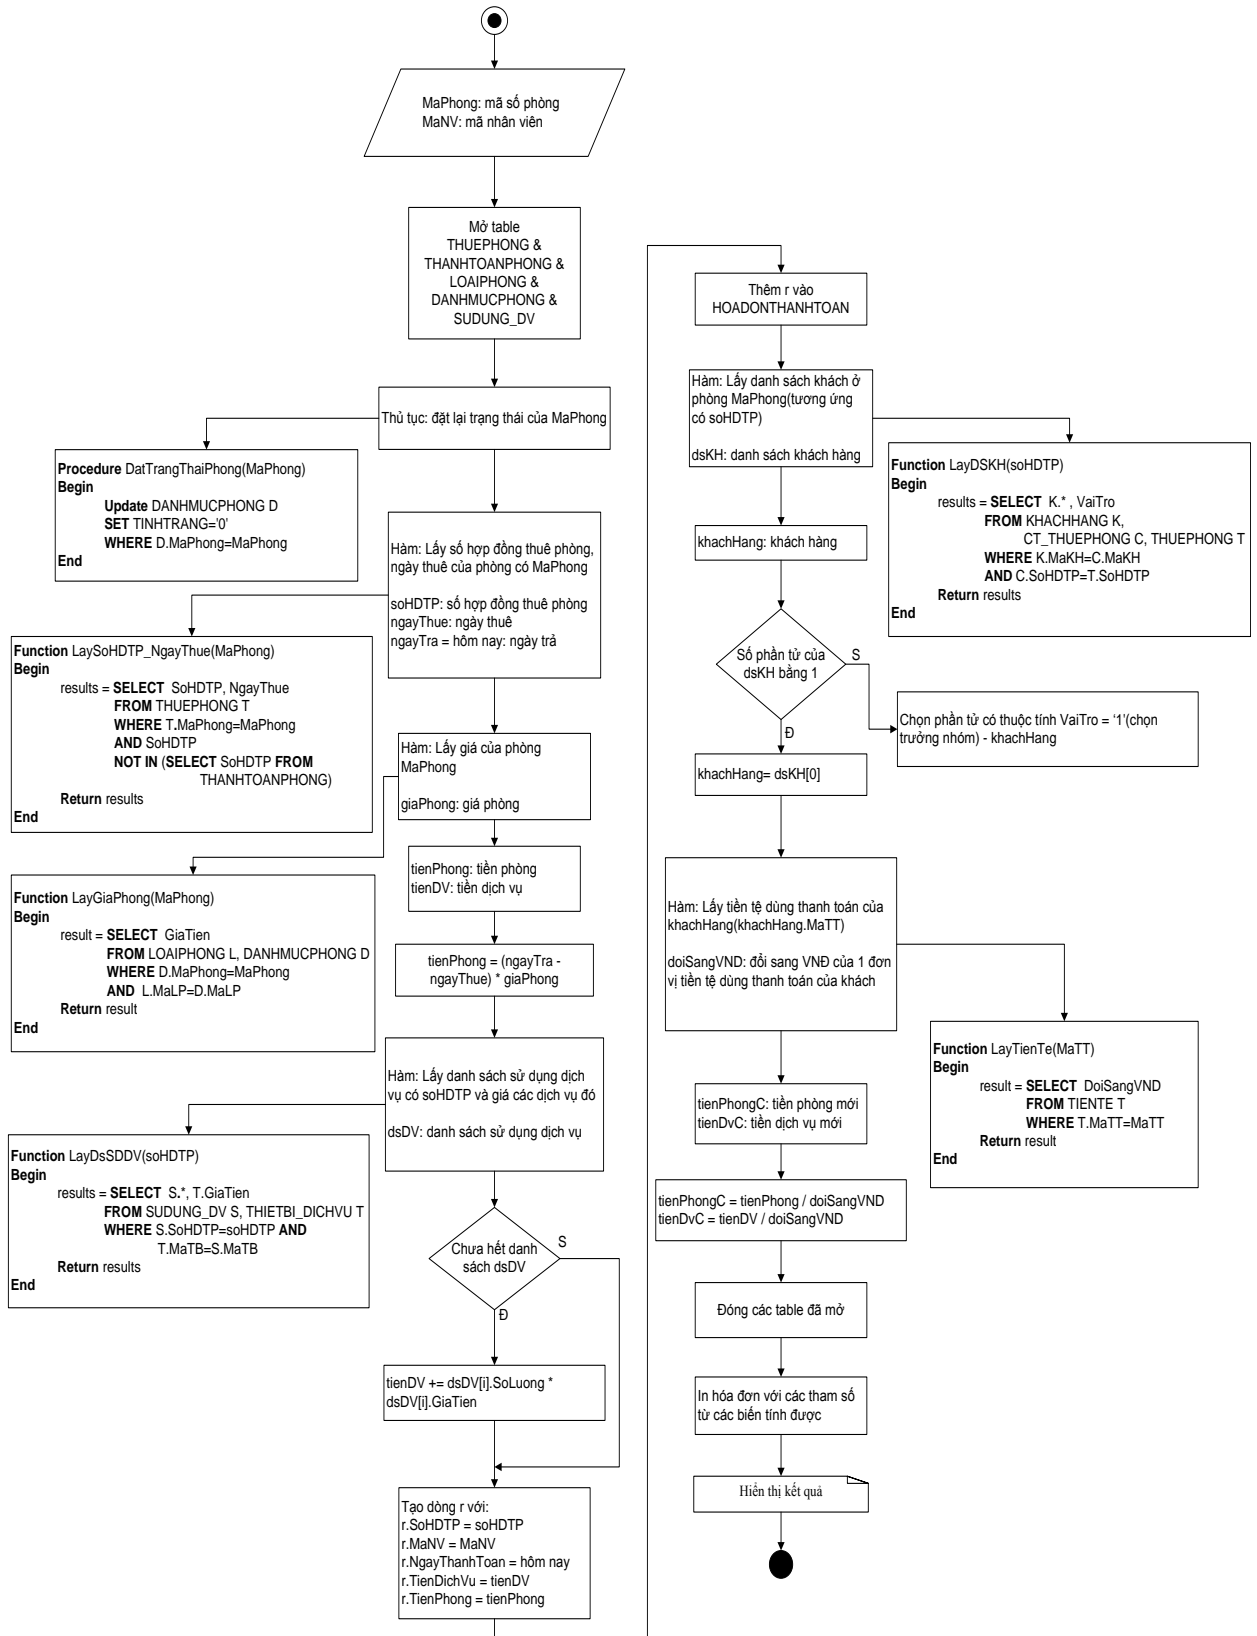 MaPhong: mã số phòng
MaNV: mã nhân viên
Mở table
THUEPHONG &
THANHTOANPHONG &
LOAIPHONG &
DANHMUCPHONG &
SUDUNG_DV
Thủ tục: đặt lại trạng thái của MaPhong
Procedure DatTrangThaiPhong(MaPhong)
Begin
Update DANHMUCPHONG D
SET TINHTRANG='0'
WHERE D.MaPhong=MaPhong
End
Hàm: Lấy số hợp đồng thuê phòng,
ngày thuê của phòng có MaPhong
soHDTP: số hợp đồng thuê phòng
ngayThue: ngày thuê
ngayTra = hôm nay: ngày trả
Function LaySoHDTP_NgayThue(MaPhong)
Begin
results = SELECT SoHDTP, NgayThue
FROM THUEPHONG T
WHERE T.MaPhong=MaPhong
AND SoHDTP
NOT IN (SELECT SoHDTP FROM
THANHTOANPHONG)
Return results
End
Hàm: Lấy giá của phòng
MaPhong
giaPhong: giá phòng
Function LayGiaPhong(MaPhong)
Begin
result = SELECT GiaTien
FROM LOAIPHONG L, DANHMUCPHONG D
WHERE D.MaPhong=MaPhong
AND L.MaLP=D.MaLP
Return result
End
tienPhong: tiền phòng
tienDV: tiền dịch vụ
tienPhong = (ngayTra -
ngayThue) * giaPhong
Hàm: Lấy danh sách sử dụng dịch
vụ có soHDTP và giá các dịch vụ đó
dsDV: danh sách sử dụng dịch vụ
Function LayDsSDDV(soHDTP)
Begin
results = SELECT S.*, T.GiaTien
FROM SUDUNG_DV S, THIETBI_DICHVU T
WHERE S.SoHDTP=soHDTP AND
T.MaTB=S.MaTB
Return results
End
Chưa hết danh
sách dsDV
S
Đ
tienDV += dsDV[i].SoLuong *
dsDV[i].GiaTien
Tạo dòng r với:
r.SoHDTP = soHDTP
r.MaNV = MaNV
r.NgayThanhToan = hôm nay
r.TienDichVu = tienDV
r.TienPhong = tienPhong
Thêm r vào
HOADONTHANHTOAN
Hàm: Lấy danh sách khách ở
phòng MaPhong(tương ứng
có soHDTP)
dsKH: danh sách khách hàng
Function LayDSKH(soHDTP)
Begin
results = SELECT K.* , VaiTro
FROM KHACHHANG K,
CT_THUEPHONG C, THUEPHONG T
WHERE K.MaKH=C.MaKH
AND C.SoHDTP=T.SoHDTP
Return results
End
khachHang: khách hàng
Số phần tử của
dsKH bằng 1
S
Đ
Chọn phần tử có thuộc tính VaiTro = ‘1’(chọn
trưởng nhóm) - khachHang
khachHang= dsKH[0]
Hàm: Lấy tiền tệ dùng thanh toán của
khachHang(khachHang.MaTT)
doiSangVND: đổi sang VNĐ của 1 đơn
vị tiền tệ dùng thanh toán của khách
Function LayTienTe(MaTT)
Begin
result = SELECT DoiSangVND
FROM TIENTE T
WHERE T.MaTT=MaTT
Return result
End
tienPhongC: tiền phòng mới
tienDvC: tiền dịch vụ mới
tienPhongC = tienPhong / doiSangVND
tienDvC = tienDV / doiSangVND
Đóng các table đã mở
In hóa đơn với các tham số
từ các biến tính được
Hiển thị kết quả